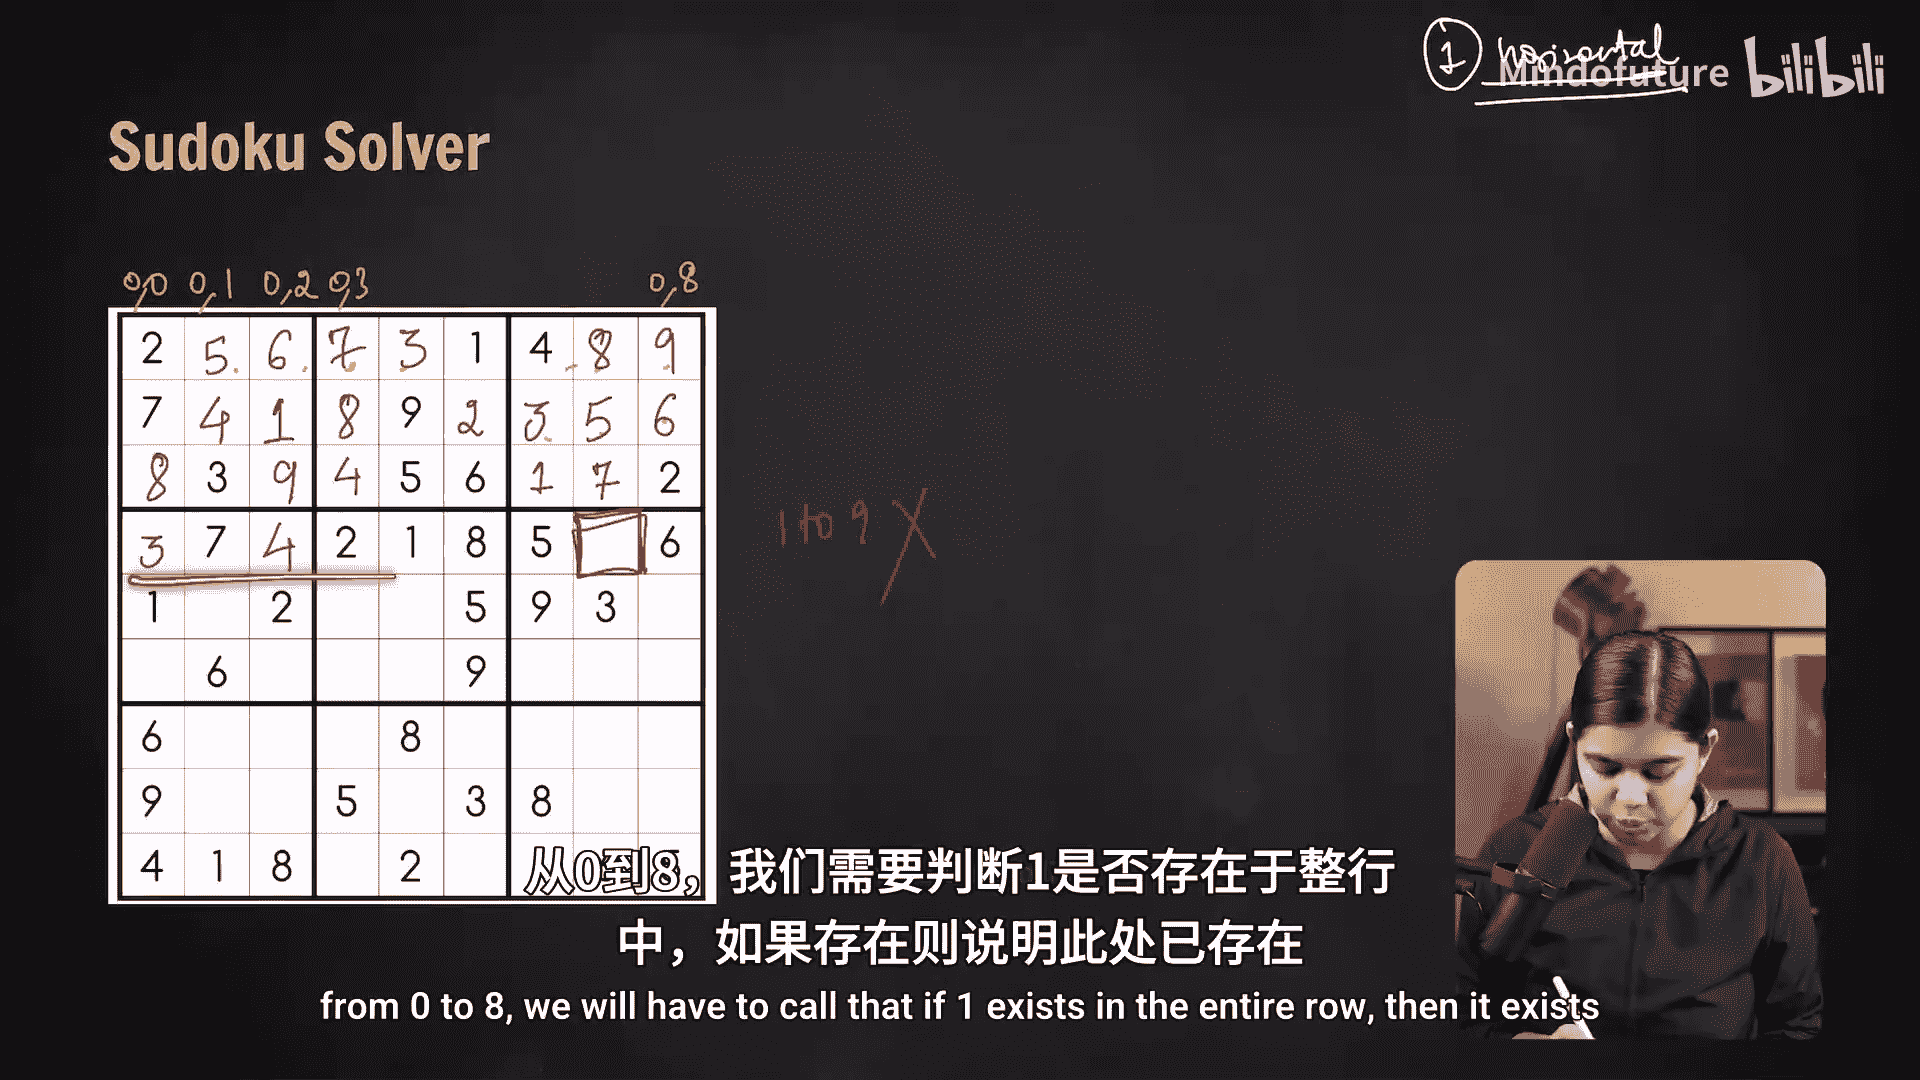 ① horizontal
Mindofuture bilibili
Sudoku Solver
0,0 0,1 0,2 0,3 0,8
2 5. 6. 7 3 1 4 8 9
7 4 1 8 9 2 3 5 6
8 3 9 4 5 6 1 7 2
3 7 4 2 1 8 5 6
1 to 9 X
1 2 5 9 3
6 9
6 8
9 5 3 8
4 1 8 2
从0到8，我们需要判断1是否存在于整行
中，如果存在则说明此处已存在
from 0 to 8, we will have to call that if 1 exists in the entire row, then it exists